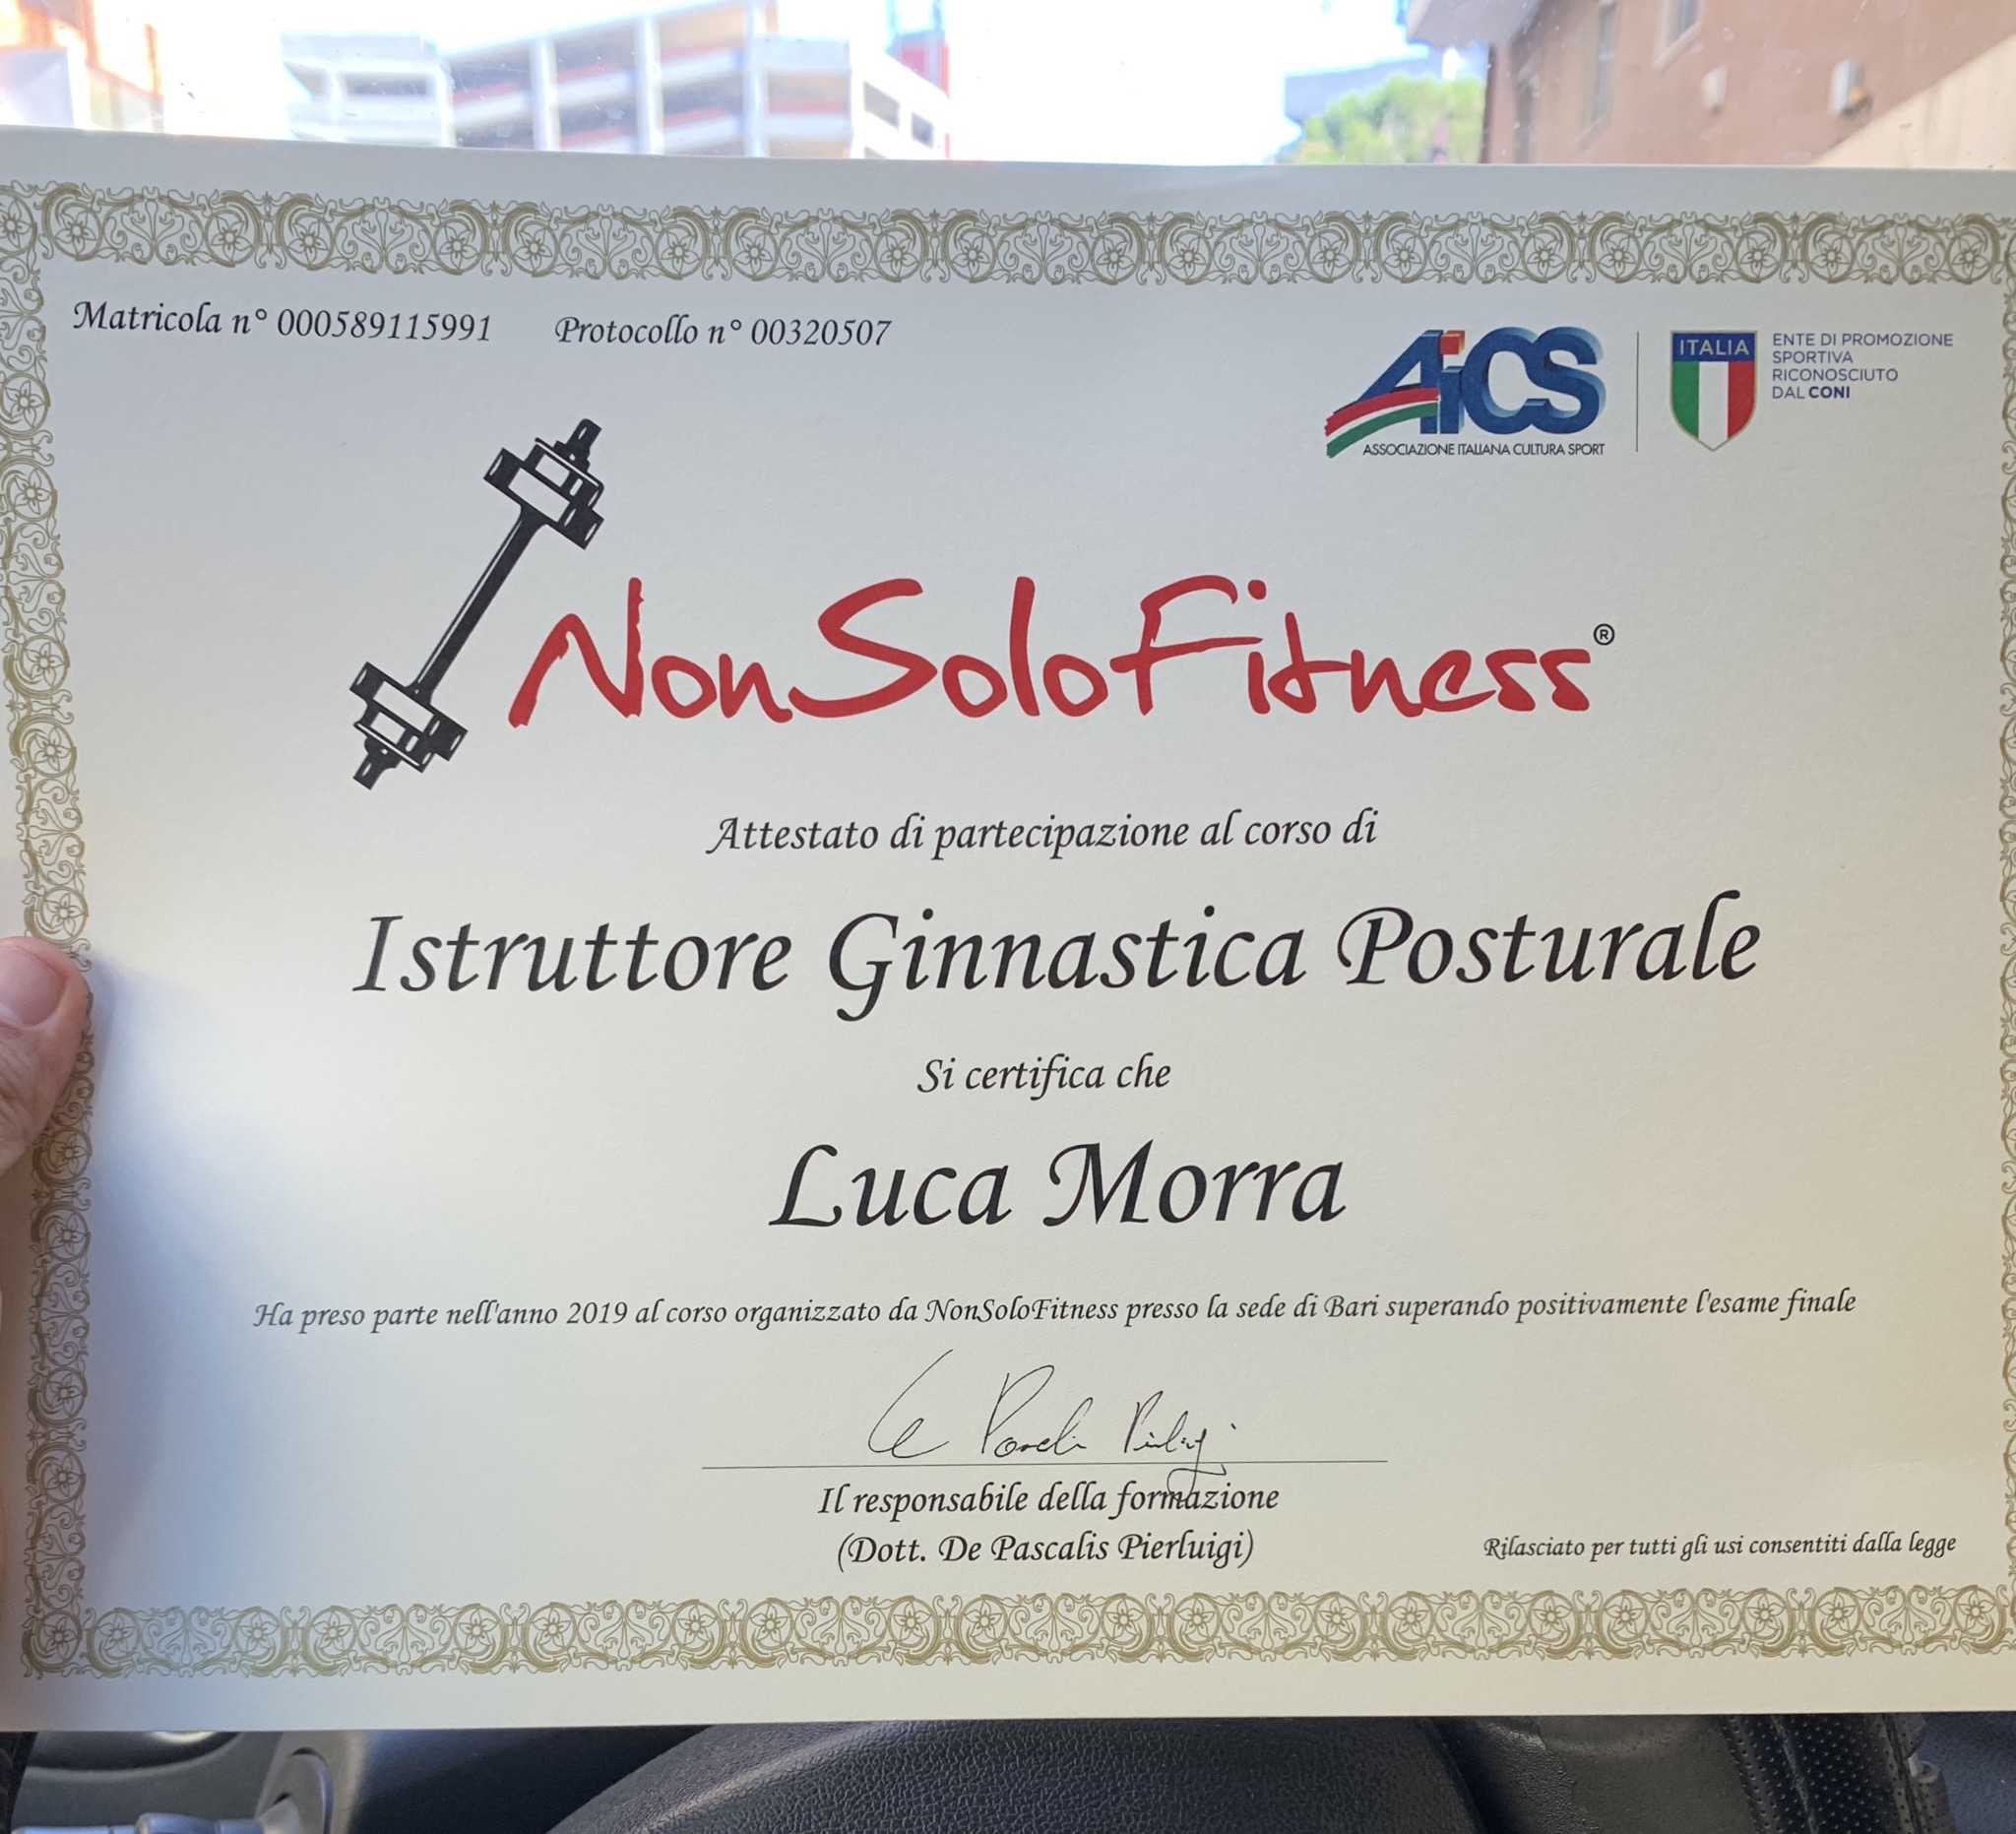 Matricola n° 000589115991 Protocollo n° 00320507
AiCS
ASSOCIAZIONE ITALIANA CULTURA SPORT
ITALIA
ENTE DI PROMOZIONE
SPORTIVA
RICONOSCIUTO
DAL CONI
NonSoloFitness®
Attestato di partecipazione al corso di
Istruttore Ginnastica Posturale
Si certifica che
Luca Morra
Ha preso parte nell'anno 2019 al corso organizzato da NonSoloFitness presso la sede di Bari superando positivamente l'esame finale
Il responsabile della formazione
(Dott. De Pascalis Pierluigi)
Rilasciato per tutti gli usi consentiti dalla legge